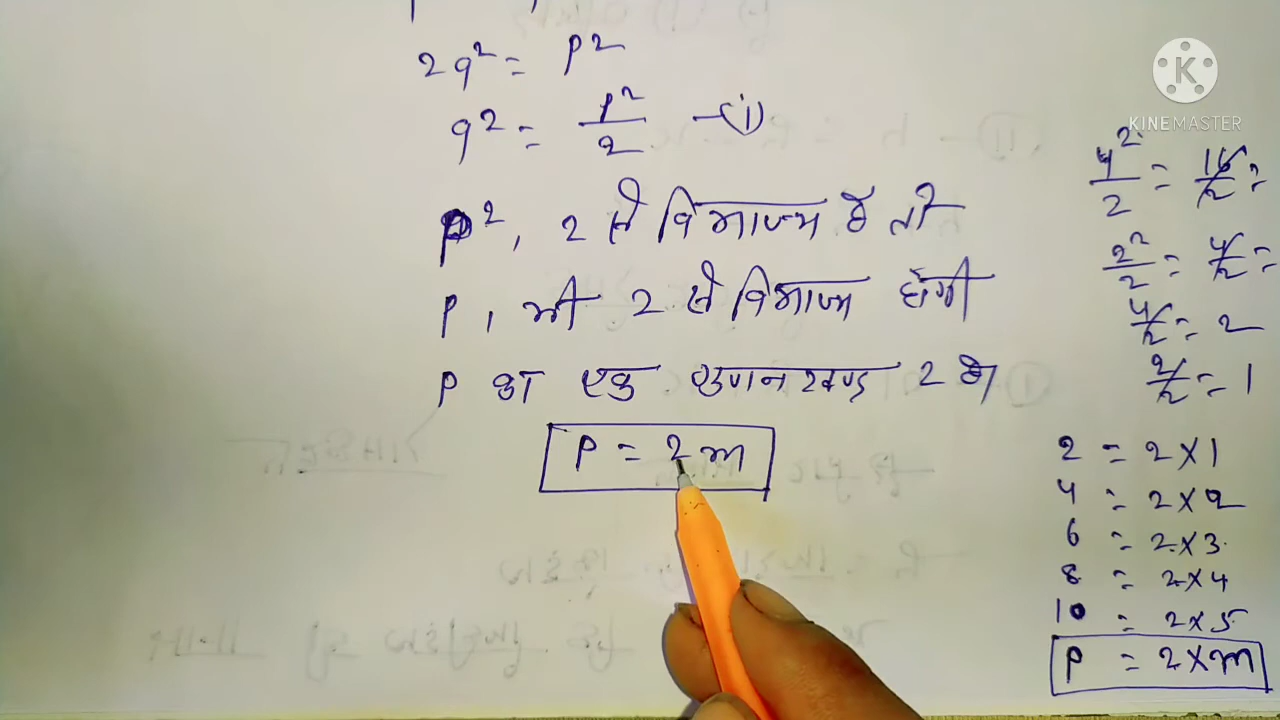 2q² = p²
q² = p²/2 —(i)
p², 2 से विभाज्य है तो
p, भी 2 से विभाज्य होगी
p का एक गुणनखण्ड 2 है।
p = 2m
KINEMASTER
4²/2 = 16/2 =
2²/2 = 4/2 =
4/2 = 2
2/2 = 1
2 = 2×1
4 = 2×2
6 = 2×3
8 = 2×4
10 = 2×5
p = 2×m